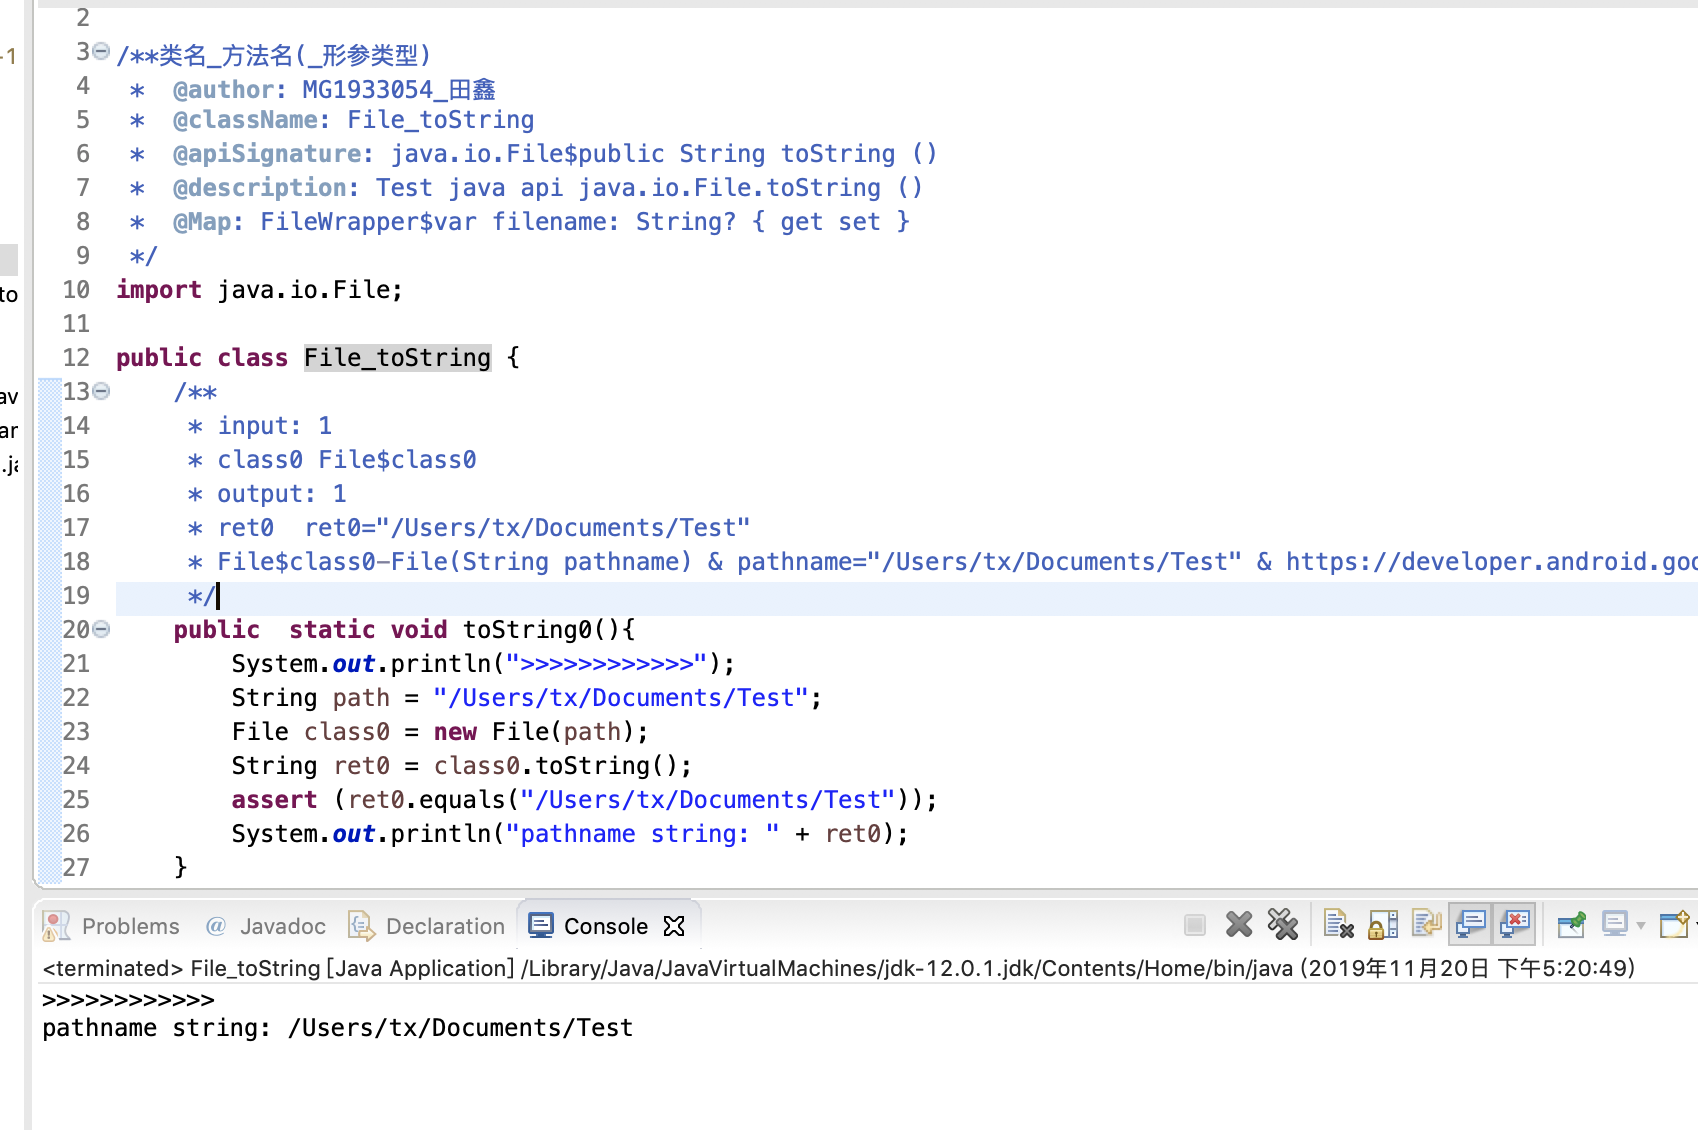 2
3 /**类名_方法名(_形参类型)
4 * @author: MG1933054_田鑫
5 * @className: File_toString
6 * @apiSignature: java.io.File$public String toString ()
7 * @description: Test java api java.io.File.toString ()
8 * @Map: FileWrapper$var filename: String? { get set }
9 */
10 import java.io.File;
11
12 public class File_toString {
13 /**
14 * input: 1
15 * class0 File$class0
16 * output: 1
17 * ret0  ret0="/Users/tx/Documents/Test"
18 * File$class0-File(String pathname) & pathname="/Users/tx/Documents/Test" & https://developer.android.goo
19 */
20 public  static void toString0(){
21 System.out.println(">>>>>>>>>>>>");
22 String path = "/Users/tx/Documents/Test";
23 File class0 = new File(path);
24 String ret0 = class0.toString();
25 assert (ret0.equals("/Users/tx/Documents/Test"));
26 System.out.println("pathname string: " + ret0);
27 }
-1
to
av
ar
.ja
Problems @ Javadoc Declaration Console
<terminated> File_toString [Java Application] /Library/Java/JavaVirtualMachines/jdk-12.0.1.jdk/Contents/Home/bin/java (2019年11月20日 下午5:20:49)
>>>>>>>>>>>>
pathname string: /Users/tx/Documents/Test